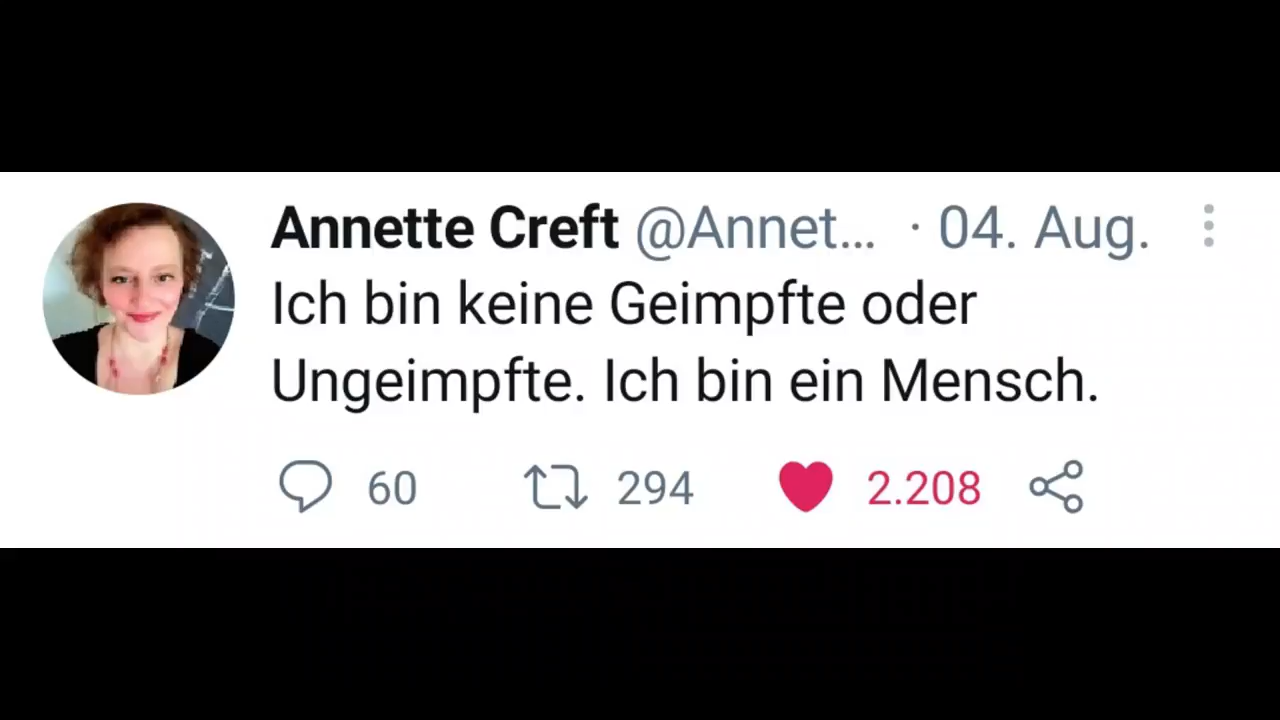 Annette Creft @Annet... · 04. Aug.
Ich bin keine Geimpfte oder
Ungeimpfte. Ich bin ein Mensch.
60 294 2.208